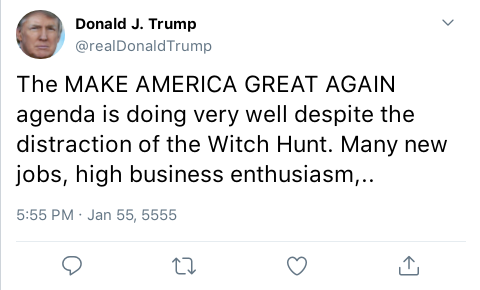 Donald J. Trump
@realDonaldTrump
The MAKE AMERICA GREAT AGAIN
agenda is doing very well despite the
distraction of the Witch Hunt. Many new
jobs, high business enthusiasm,..
5:55 PM · Jan 55, 5555